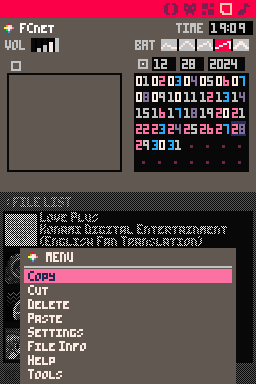 FCnet TIME 19:09
VOL BAT
12 28 2024
01 02 03 04 05 06 07
08 09 10 11 12 13 14
15 16 17 18 19 20 21
22 23 24 25 26 27 28
29 30 31
:File List
Love Plus
Konami Digital Entertainment
(English Fan Translation)
MENU
Copy
Cut
Delete
Paste
Settings
File Info
Help
Tools